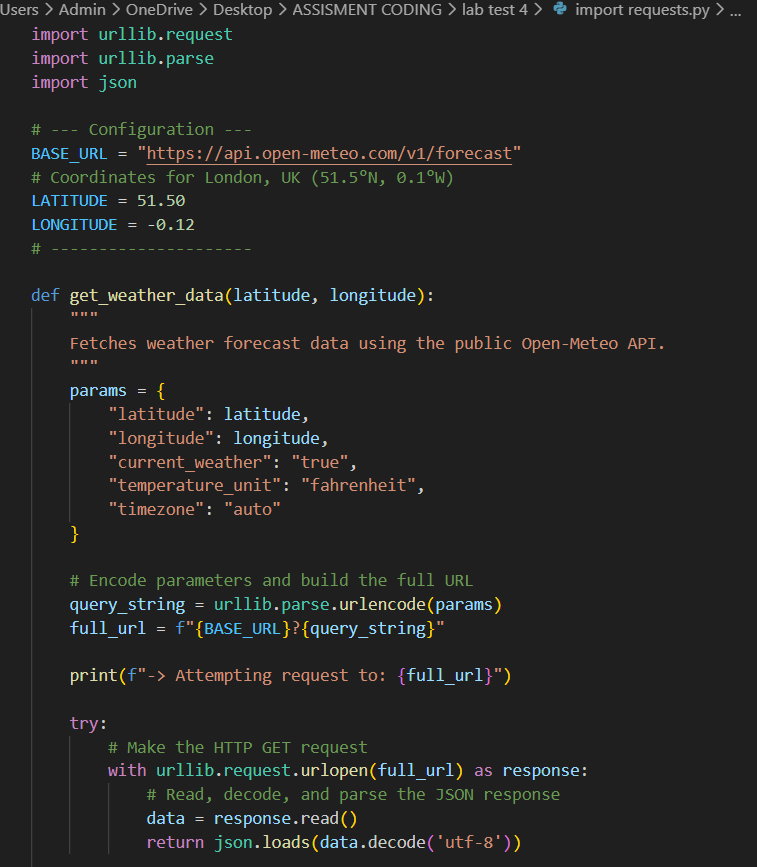 Users > Admin > OneDrive > Desktop > ASSISMENT CODING > lab test 4 > import requests.py > ...
import urllib.request
import urllib.parse
import json

# --- Configuration ---
BASE_URL = "https://api.open-meteo.com/v1/forecast"
# Coordinates for London, UK (51.5°N, 0.1°W)
LATITUDE = 51.50
LONGITUDE = -0.12
# ---------------------

def get_weather_data(latitude, longitude):
    """
    Fetches weather forecast data using the public Open-Meteo API.
    """
    params = {
        "latitude": latitude,
        "longitude": longitude,
        "current_weather": "true",
        "temperature_unit": "fahrenheit",
        "timezone": "auto"
    }

    # Encode parameters and build the full URL
    query_string = urllib.parse.urlencode(params)
    full_url = f"{BASE_URL}?{query_string}"

    print(f"-> Attempting request to: {full_url}")

    try:
        # Make the HTTP GET request
        with urllib.request.urlopen(full_url) as response:
            # Read, decode, and parse the JSON response
            data = response.read()
            return json.loads(data.decode('utf-8'))